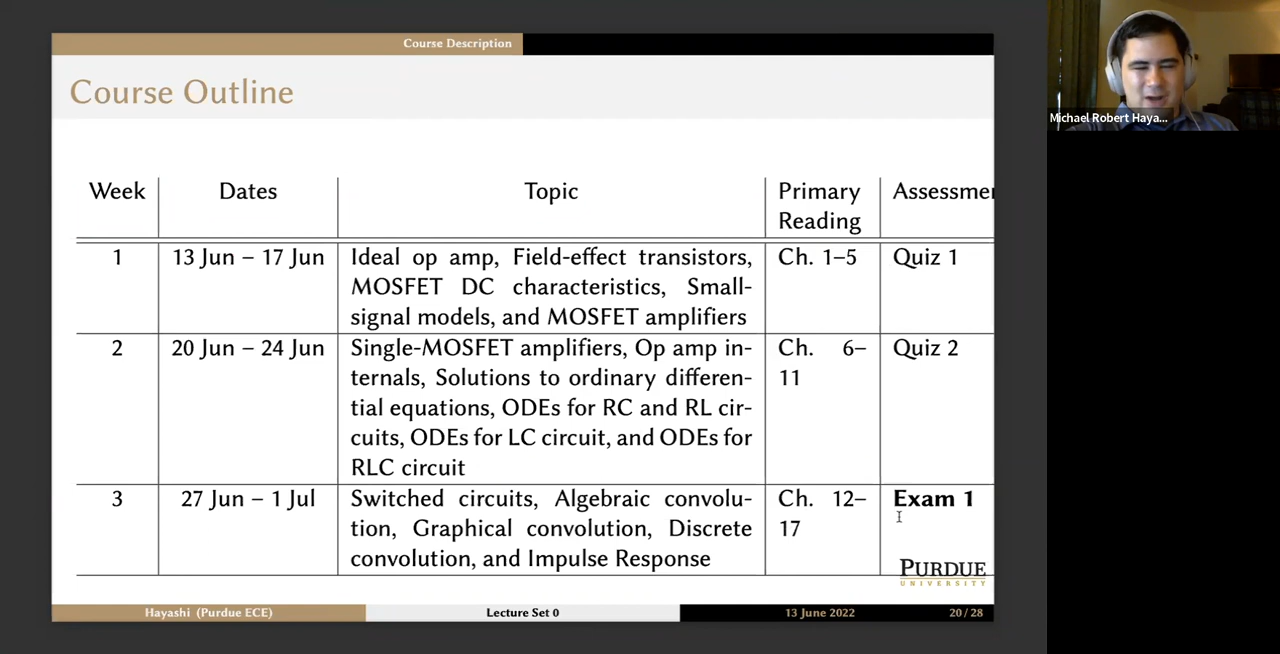 Course Description
Course Outline
Michael Robert Haya...
Week
Dates
Topic
Primary
Reading
Assessmen
1
13 Jun – 17 Jun
Ideal op amp, Field-effect transistors,
MOSFET DC characteristics, Small-
signal models, and MOSFET amplifiers
Ch. 1–5
Quiz 1
2
20 Jun – 24 Jun
Single-MOSFET amplifiers, Op amp in-
ternals, Solutions to ordinary differen-
tial equations, ODEs for RC and RL cir-
cuits, ODEs for LC circuit, and ODEs for
RLC circuit
Ch. 6–
11
Quiz 2
3
27 Jun – 1 Jul
Switched circuits, Algebraic convolu-
tion, Graphical convolution, Discrete
convolution, and Impulse Response
Ch. 12–
17
Exam 1
PURDUE
UNIVERSITY
Hayashi (Purdue ECE)
Lecture Set 0
13 June 2022
20 / 28